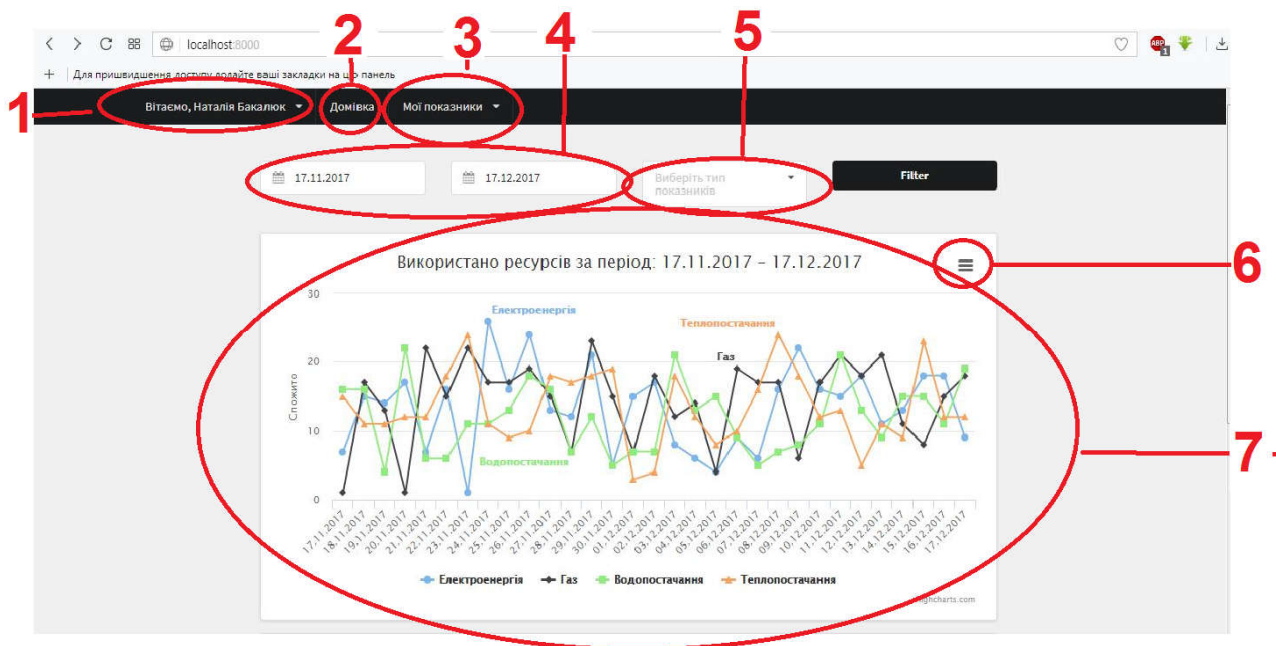 2
3
4
5
localhost:8000
ABP
1
Для пришвидшення доступу додайте ваші закладки на цю панель
1
Вітаємо, Наталія Бакалюк
Домівка
Мої показники
17.11.2017
17.12.2017
Виберіть тип
показників
Filter
Використано ресурсів за період: 17.11.2017 – 17.12.2017
6
30
20
10
0
Спожито
Електроенергія
Теплопостачання
Газ
Водопостачання
7
17.11.2017
18.11.2017
19.11.2017
20.11.2017
21.11.2017
22.11.2017
23.11.2017
24.11.2017
25.11.2017
26.11.2017
27.11.2017
28.11.2017
29.11.2017
30.11.2017
01.12.2017
02.12.2017
03.12.2017
04.12.2017
05.12.2017
06.12.2017
07.12.2017
08.12.2017
09.12.2017
10.12.2017
11.12.2017
12.12.2017
13.12.2017
14.12.2017
15.12.2017
16.12.2017
17.12.2017
Електроенергія
Газ
Водопостачання
Теплопостачання